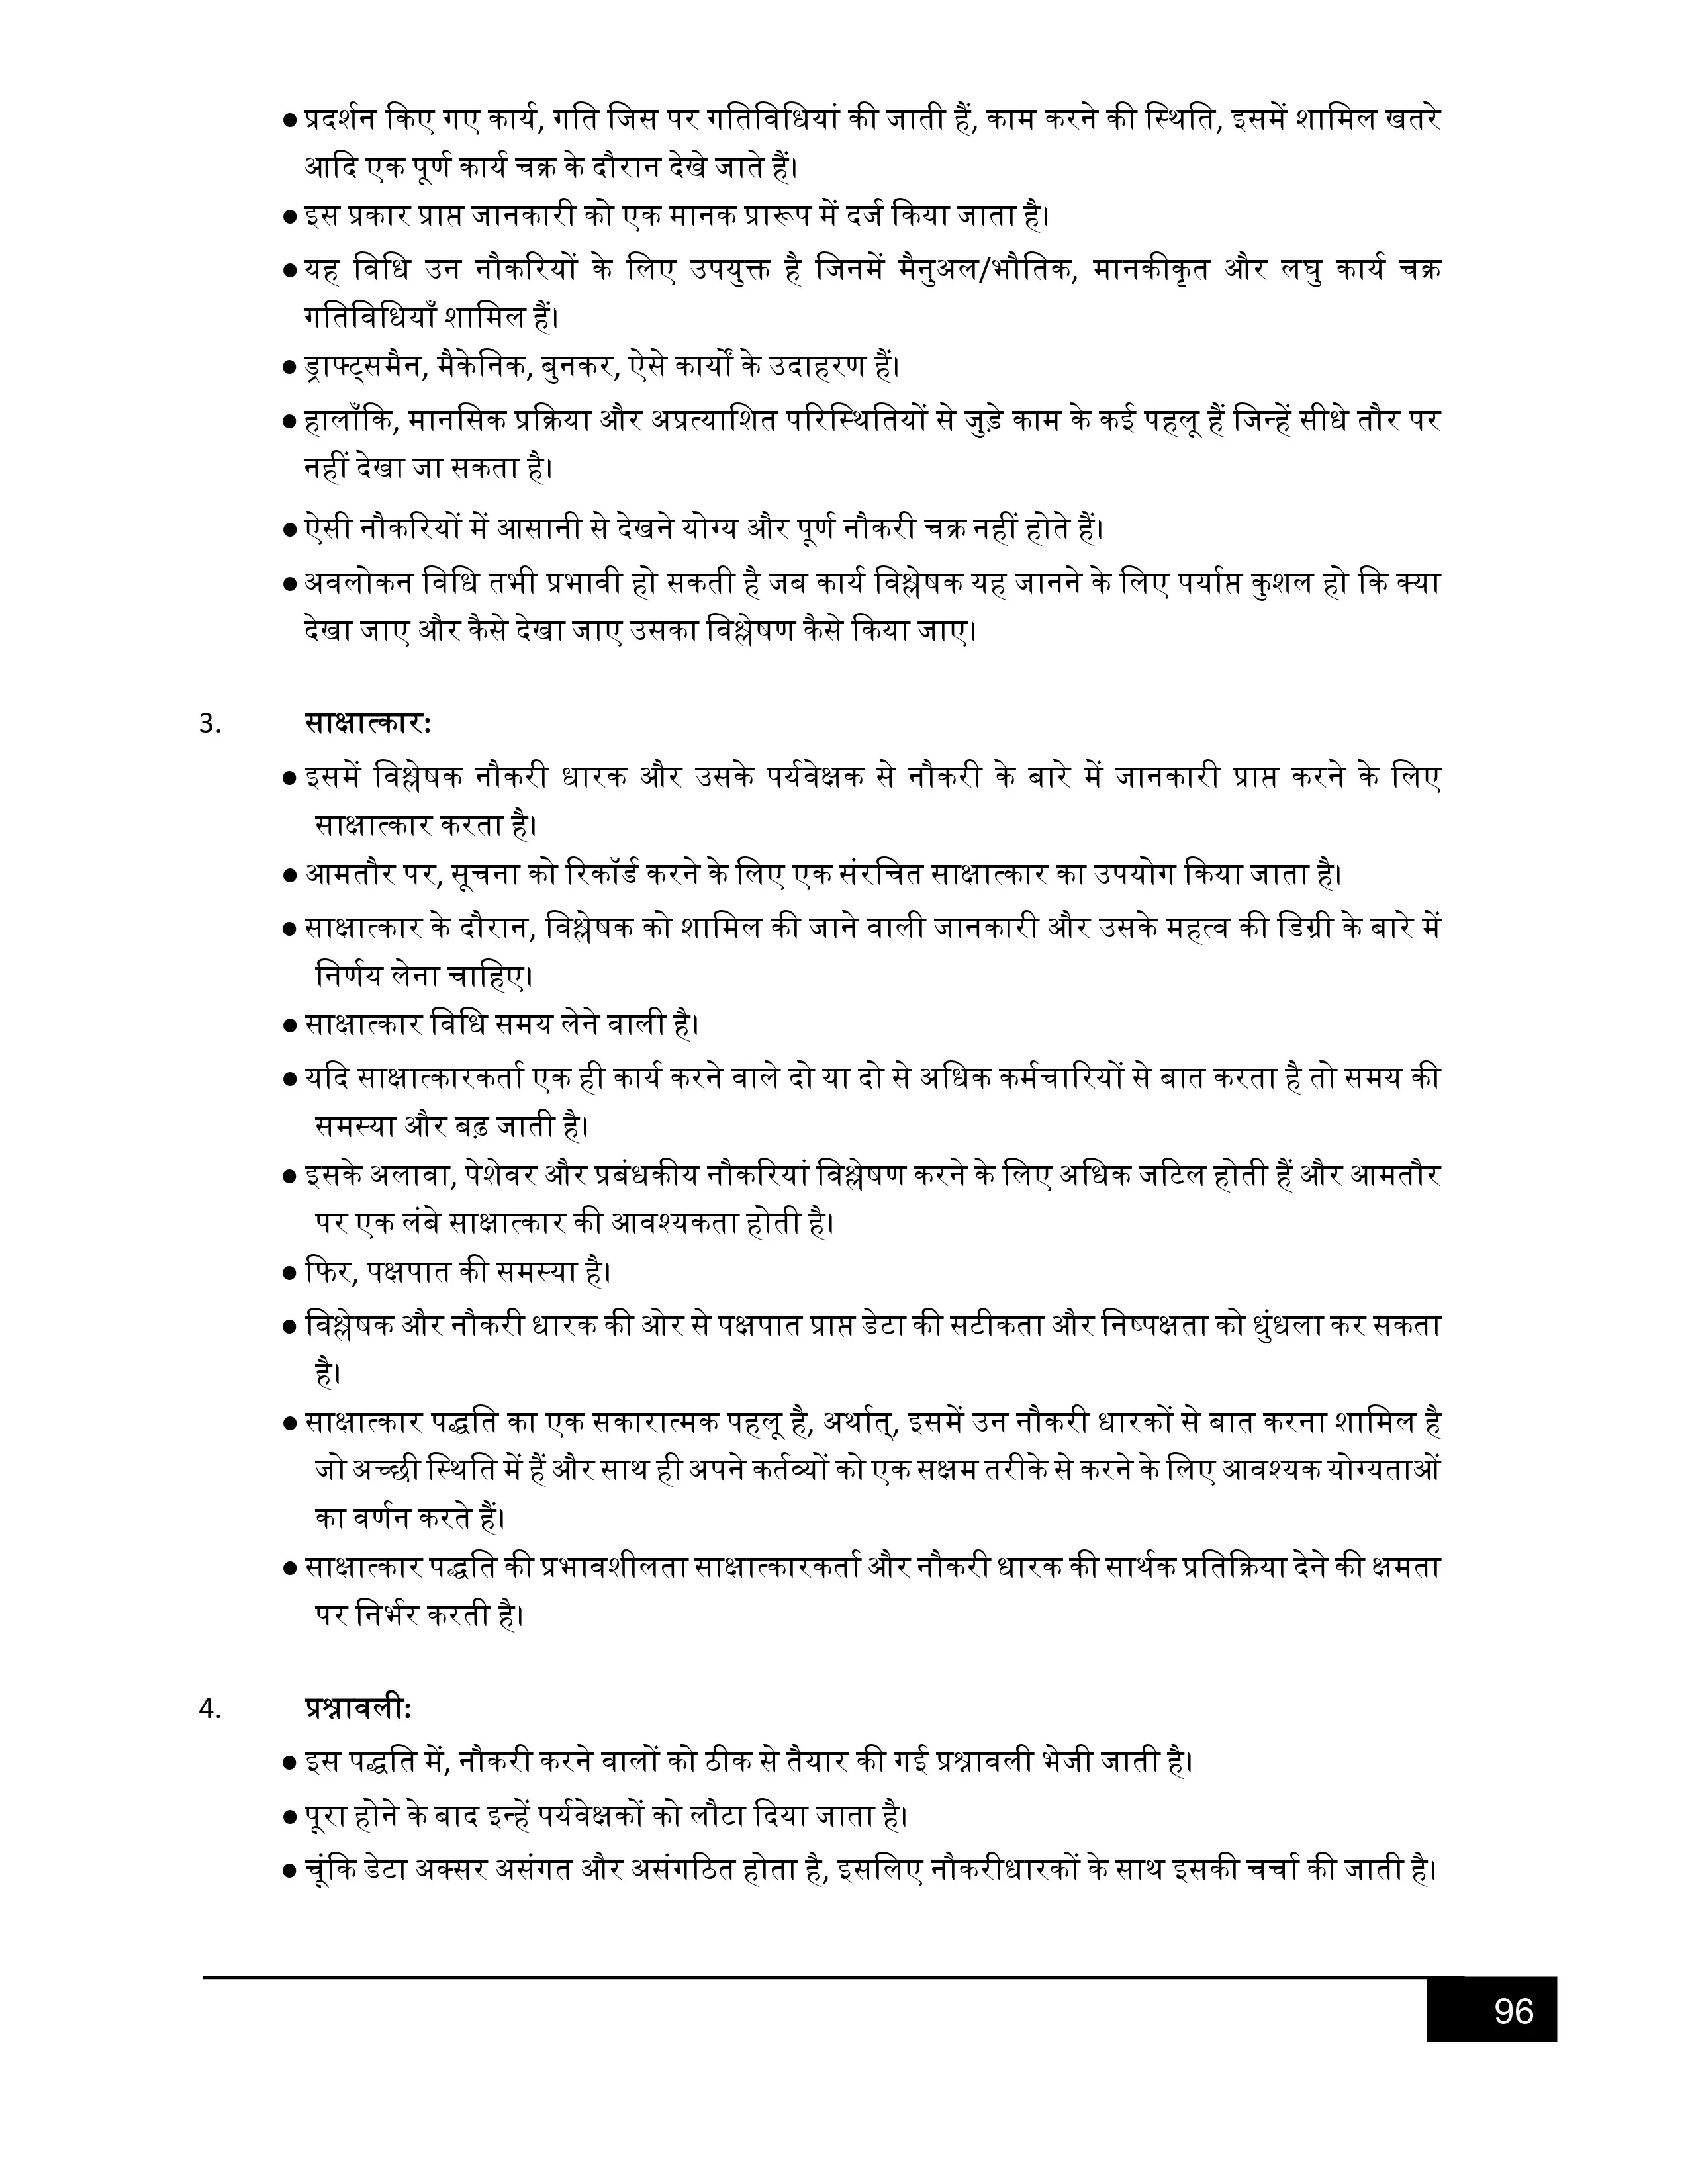 ● प्रदर्शन किए गए कार्य, गति जिस पर गतिविधियां की जाती हैं, काम करने की स्थिति, इसमें शामिल खतरे
आदि एक पूर्ण कार्य चक्र के दौरान देखे जाते हैं।
● इस प्रकार प्राप्त जानकारी को एक मानक प्रारूप में दर्ज किया जाता है।
● यह विधि उन नौकरियों के लिए उपयुक्त है जिनमें मैनुअल/भौतिक, मानकीकृत और लघु कार्य चक्र
गतिविधियाँ शामिल हैं।
● ड्राफ्ट्समैन, मैकेनिक, बुनकर, ऐसे कार्यों के उदाहरण हैं।
● हालाँकि, मानसिक प्रक्रिया और अप्रत्याशित परिस्थितियों से जुड़े काम के कई पहलू हैं जिन्हें सीधे तौर पर
नहीं देखा जा सकता है।
● ऐसी नौकरियों में आसानी से देखने योग्य और पूर्ण नौकरी चक्र नहीं होते हैं।
● अवलोकन विधि तभी प्रभावी हो सकती है जब कार्य विश्लेषक यह जानने के लिए पर्याप्त कुशल हो कि क्या
देखा जाए और कैसे देखा जाए उसका विश्लेषण कैसे किया जाए।
3. साक्षात्कार:
● इसमें विश्लेषक नौकरी धारक और उसके पर्यवेक्षक से नौकरी के बारे में जानकारी प्राप्त करने के लिए
साक्षात्कार करता है।
● आमतौर पर, सूचना को रिकॉर्ड करने के लिए एक संरचित साक्षात्कार का उपयोग किया जाता है।
● साक्षात्कार के दौरान, विश्लेषक को शामिल की जाने वाली जानकारी और उसके महत्व की डिग्री के बारे में
निर्णय लेना चाहिए।
● साक्षात्कार विधि समय लेने वाली है।
● यदि साक्षात्कारकर्ता एक ही कार्य करने वाले दो या दो से अधिक कर्मचारियों से बात करता है तो समय की
समस्या और बढ़ जाती है।
● इसके अलावा, पेशेवर और प्रबंधकीय नौकरियां विश्लेषण करने के लिए अधिक जटिल होती हैं और आमतौर
पर एक लंबे साक्षात्कार की आवश्यकता होती है।
● फिर, पक्षपात की समस्या है।
● विश्लेषक और नौकरी धारक की ओर से पक्षपात प्राप्त डेटा की सटीकता और निष्पक्षता को धुंधला कर सकता
है।
● साक्षात्कार पद्धति का एक सकारात्मक पहलू है, अर्थात्, इसमें उन नौकरी धारकों से बात करना शामिल है
जो अच्छी स्थिति में हैं और साथ ही अपने कर्तव्यों को एक सक्षम तरीके से करने के लिए आवश्यक योग्यताओं
का वर्णन करते हैं।
● साक्षात्कार पद्धति की प्रभावशीलता साक्षात्कारकर्ता और नौकरी धारक की सार्थक प्रतिक्रिया देने की क्षमता
पर निर्भर करती है।
4. प्रश्नावली:
● इस पद्धति में, नौकरी करने वालों को ठीक से तैयार की गई प्रश्नावली भेजी जाती है।
● पूरा होने के बाद इन्हें पर्यवेक्षकों को लौटा दिया जाता है।
● चूंकि डेटा अक्सर असंगत और असंगठित होता है, इसलिए नौकरीधारकों के साथ इसकी चर्चा की जाती है।
96